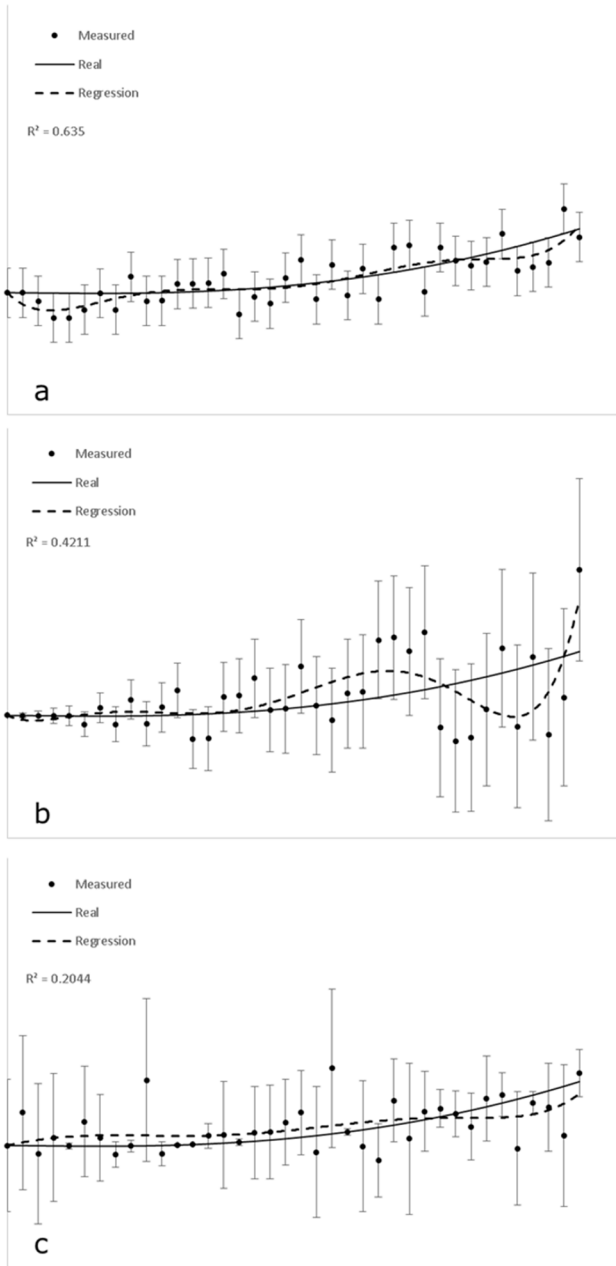 Measured
Real
Regression
R² = 0.635
a
Measured
Real
Regression
R² = 0.4211
b
Measured
Real
Regression
R² = 0.2044
c